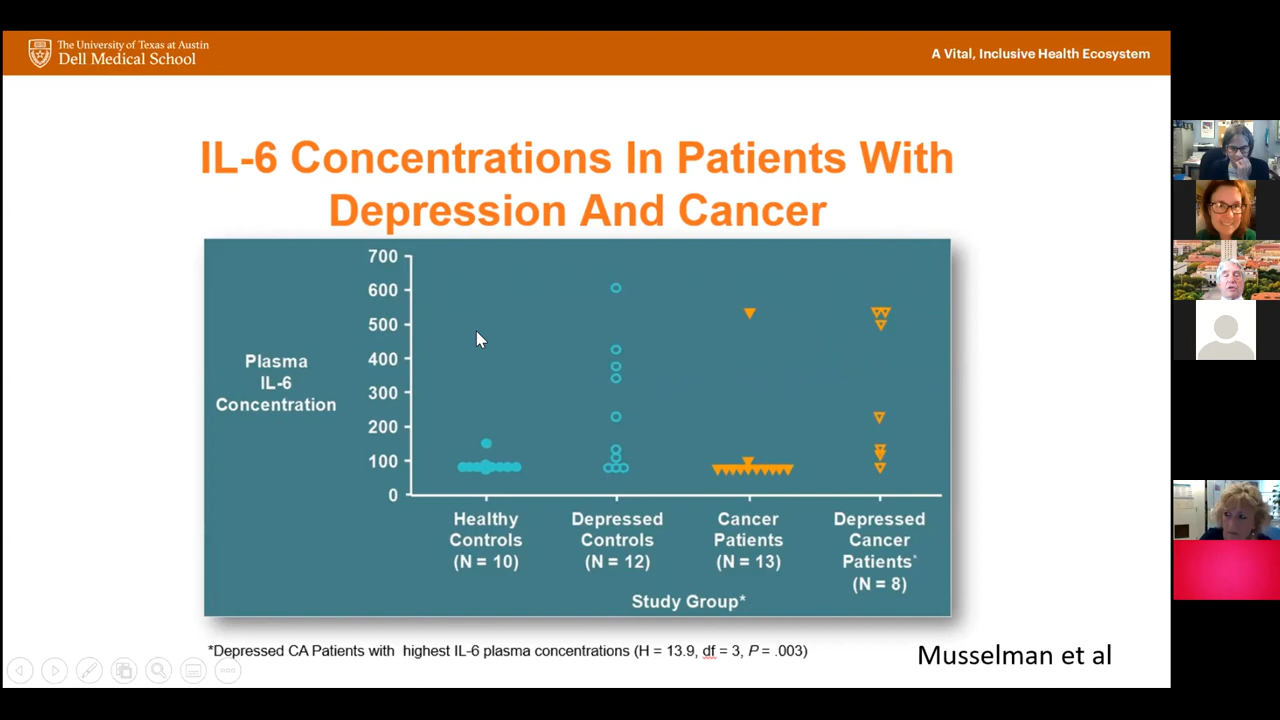 The University of Texas at Austin
Dell Medical School
A Vital, Inclusive Health Ecosystem
IL-6 Concentrations In Patients With
Depression And Cancer
700
600
500
400
300
200
100
0
Plasma
IL-6
Concentration
Healthy
Controls
(N = 10)
Depressed
Controls
(N = 12)
Cancer
Patients
(N = 13)
Depressed
Cancer
Patients*
(N = 8)
Study Group*
*Depressed CA Patients with highest IL-6 plasma concentrations (H = 13.9, df = 3, P = .003)
Musselman et al